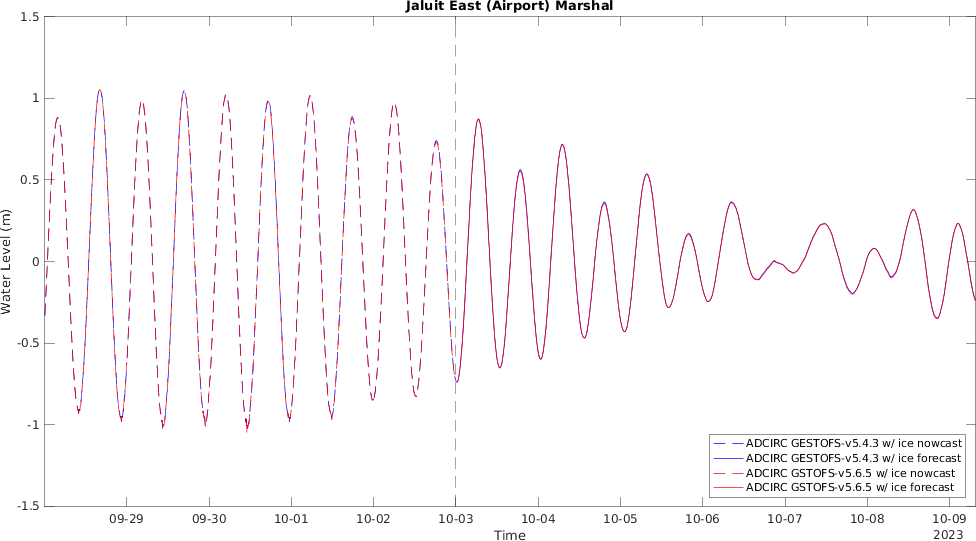 Jaluit East (Airport) Marshal
1.5
1
0.5
0
-0.5
-1
-1.5
Water Level (m)
ADCIRC GESTOFS-v5.4.3 w/ ice nowcast
ADCIRC GESTOFS-v5.4.3 w/ ice forecast
ADCIRC GSTOFS-v5.6.5 w/ ice nowcast
ADCIRC GSTOFS-v5.6.5 w/ ice forecast
09-29 09-30 10-01 10-02 10-03 10-04 10-05 10-06 10-07 10-08 10-09
Time 2023